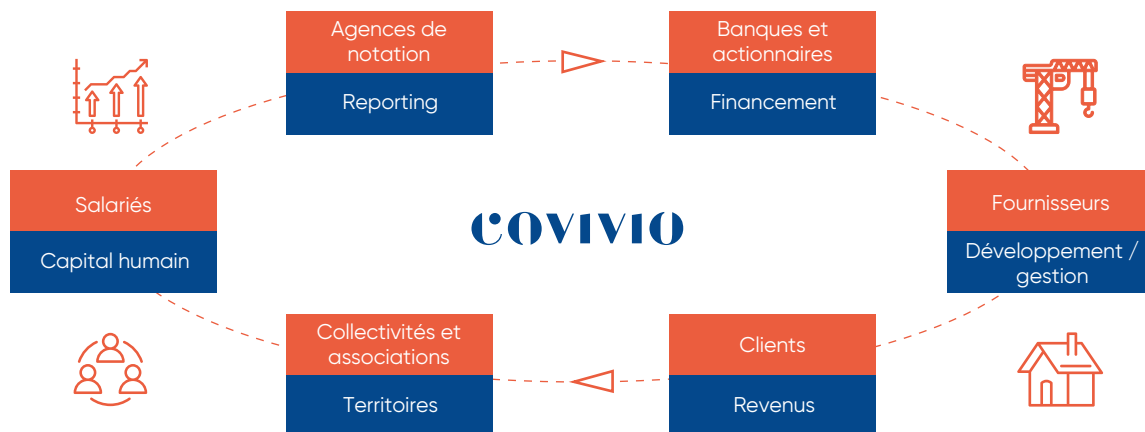 Agences de
notation
Reporting
Banques et
actionnaires
Financement
Salariés
Capital humain
COVIVIO
Fournisseurs
Développement /
gestion
Collectivités et
associations
Territoires
Clients
Revenus